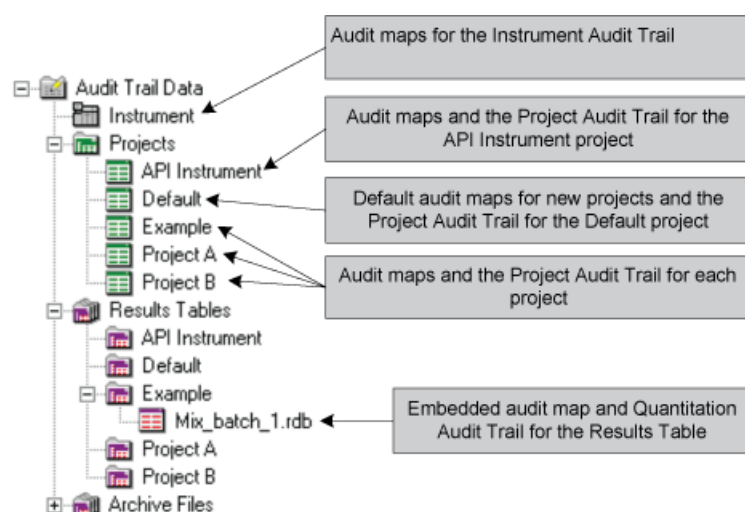 Audit maps for the Instrument Audit Trail
Audit Trail Data
Instrument
Audit maps and the Project Audit Trail for the
API Instrument project
Projects
API Instrument
Default
Default audit maps for new projects and the
Project Audit Trail for the Default project
Example
Project A
Project B
Audit maps and the Project Audit Trail for each
project
Results Tables
API Instrument
Default
Example
Mix_batch_1.rdb
Embedded audit map and Quantitation
Audit Trail for the Results Table
Project A
Project B
Archive Files